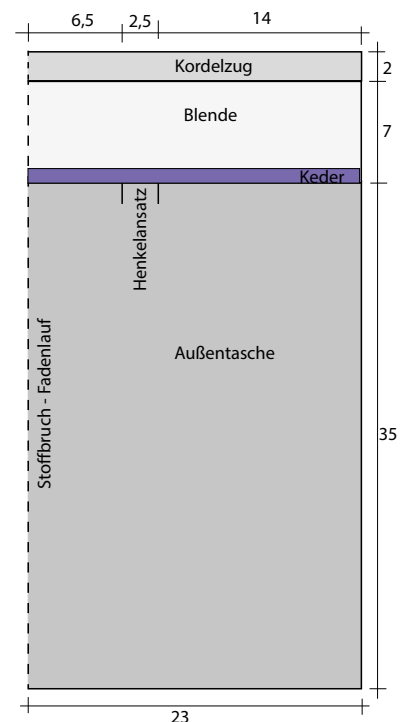 6,5 2,5 14
Kordelzug
2
Blende
7
Keder
Henkelansatz
Stoffbruch - Fadenlauf
Außentasche
35
23